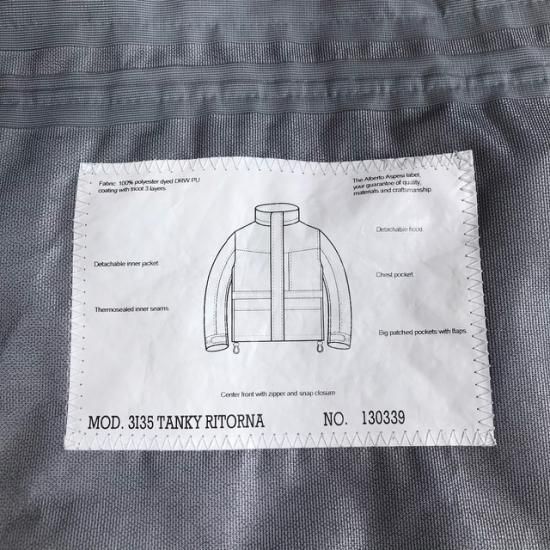 Fabric: 100% polyester dyed DRW PU
coating with tricot 3 layers.
The Alberto Aspesi label,
your guarantee of quality,
materials and craftsmanship.
Detachable hood.
Detachable inner jacket.
Chest pocket.
Thermosealed inner seams.
Big patched pockets with flaps.
Center front with zipper and snap closure
MOD. 3I35 TANKY RITORNA NO. 130339